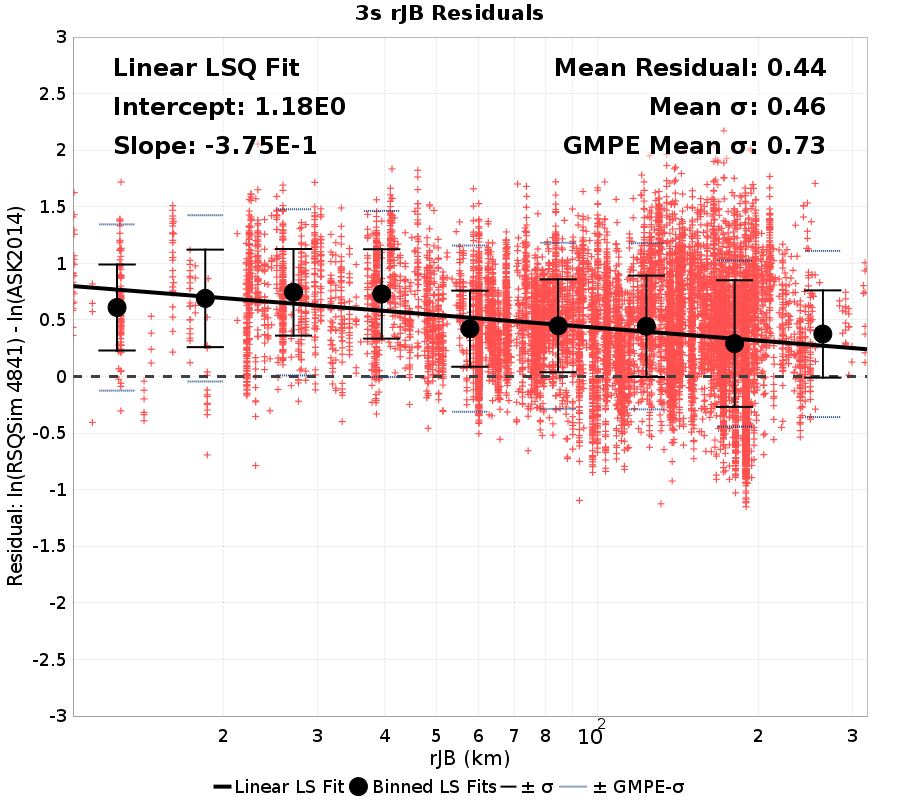 3s rJB Residuals
Linear LSQ Fit
Intercept: 1.18E0
Slope: -3.75E-1
Mean Residual: 0.44
Mean σ: 0.46
GMPE Mean σ: 0.73
Residual: ln(RSQSim 4841) - ln(ASK2014)
3
2.5
2
1.5
1
0.5
0
-0.5
-1
-1.5
-2
-2.5
-3
2 3 4 5 6 7 8 10² 2 3
rJB (km)
Linear LS Fit Binned LS Fits ± σ ± GMPE-σ